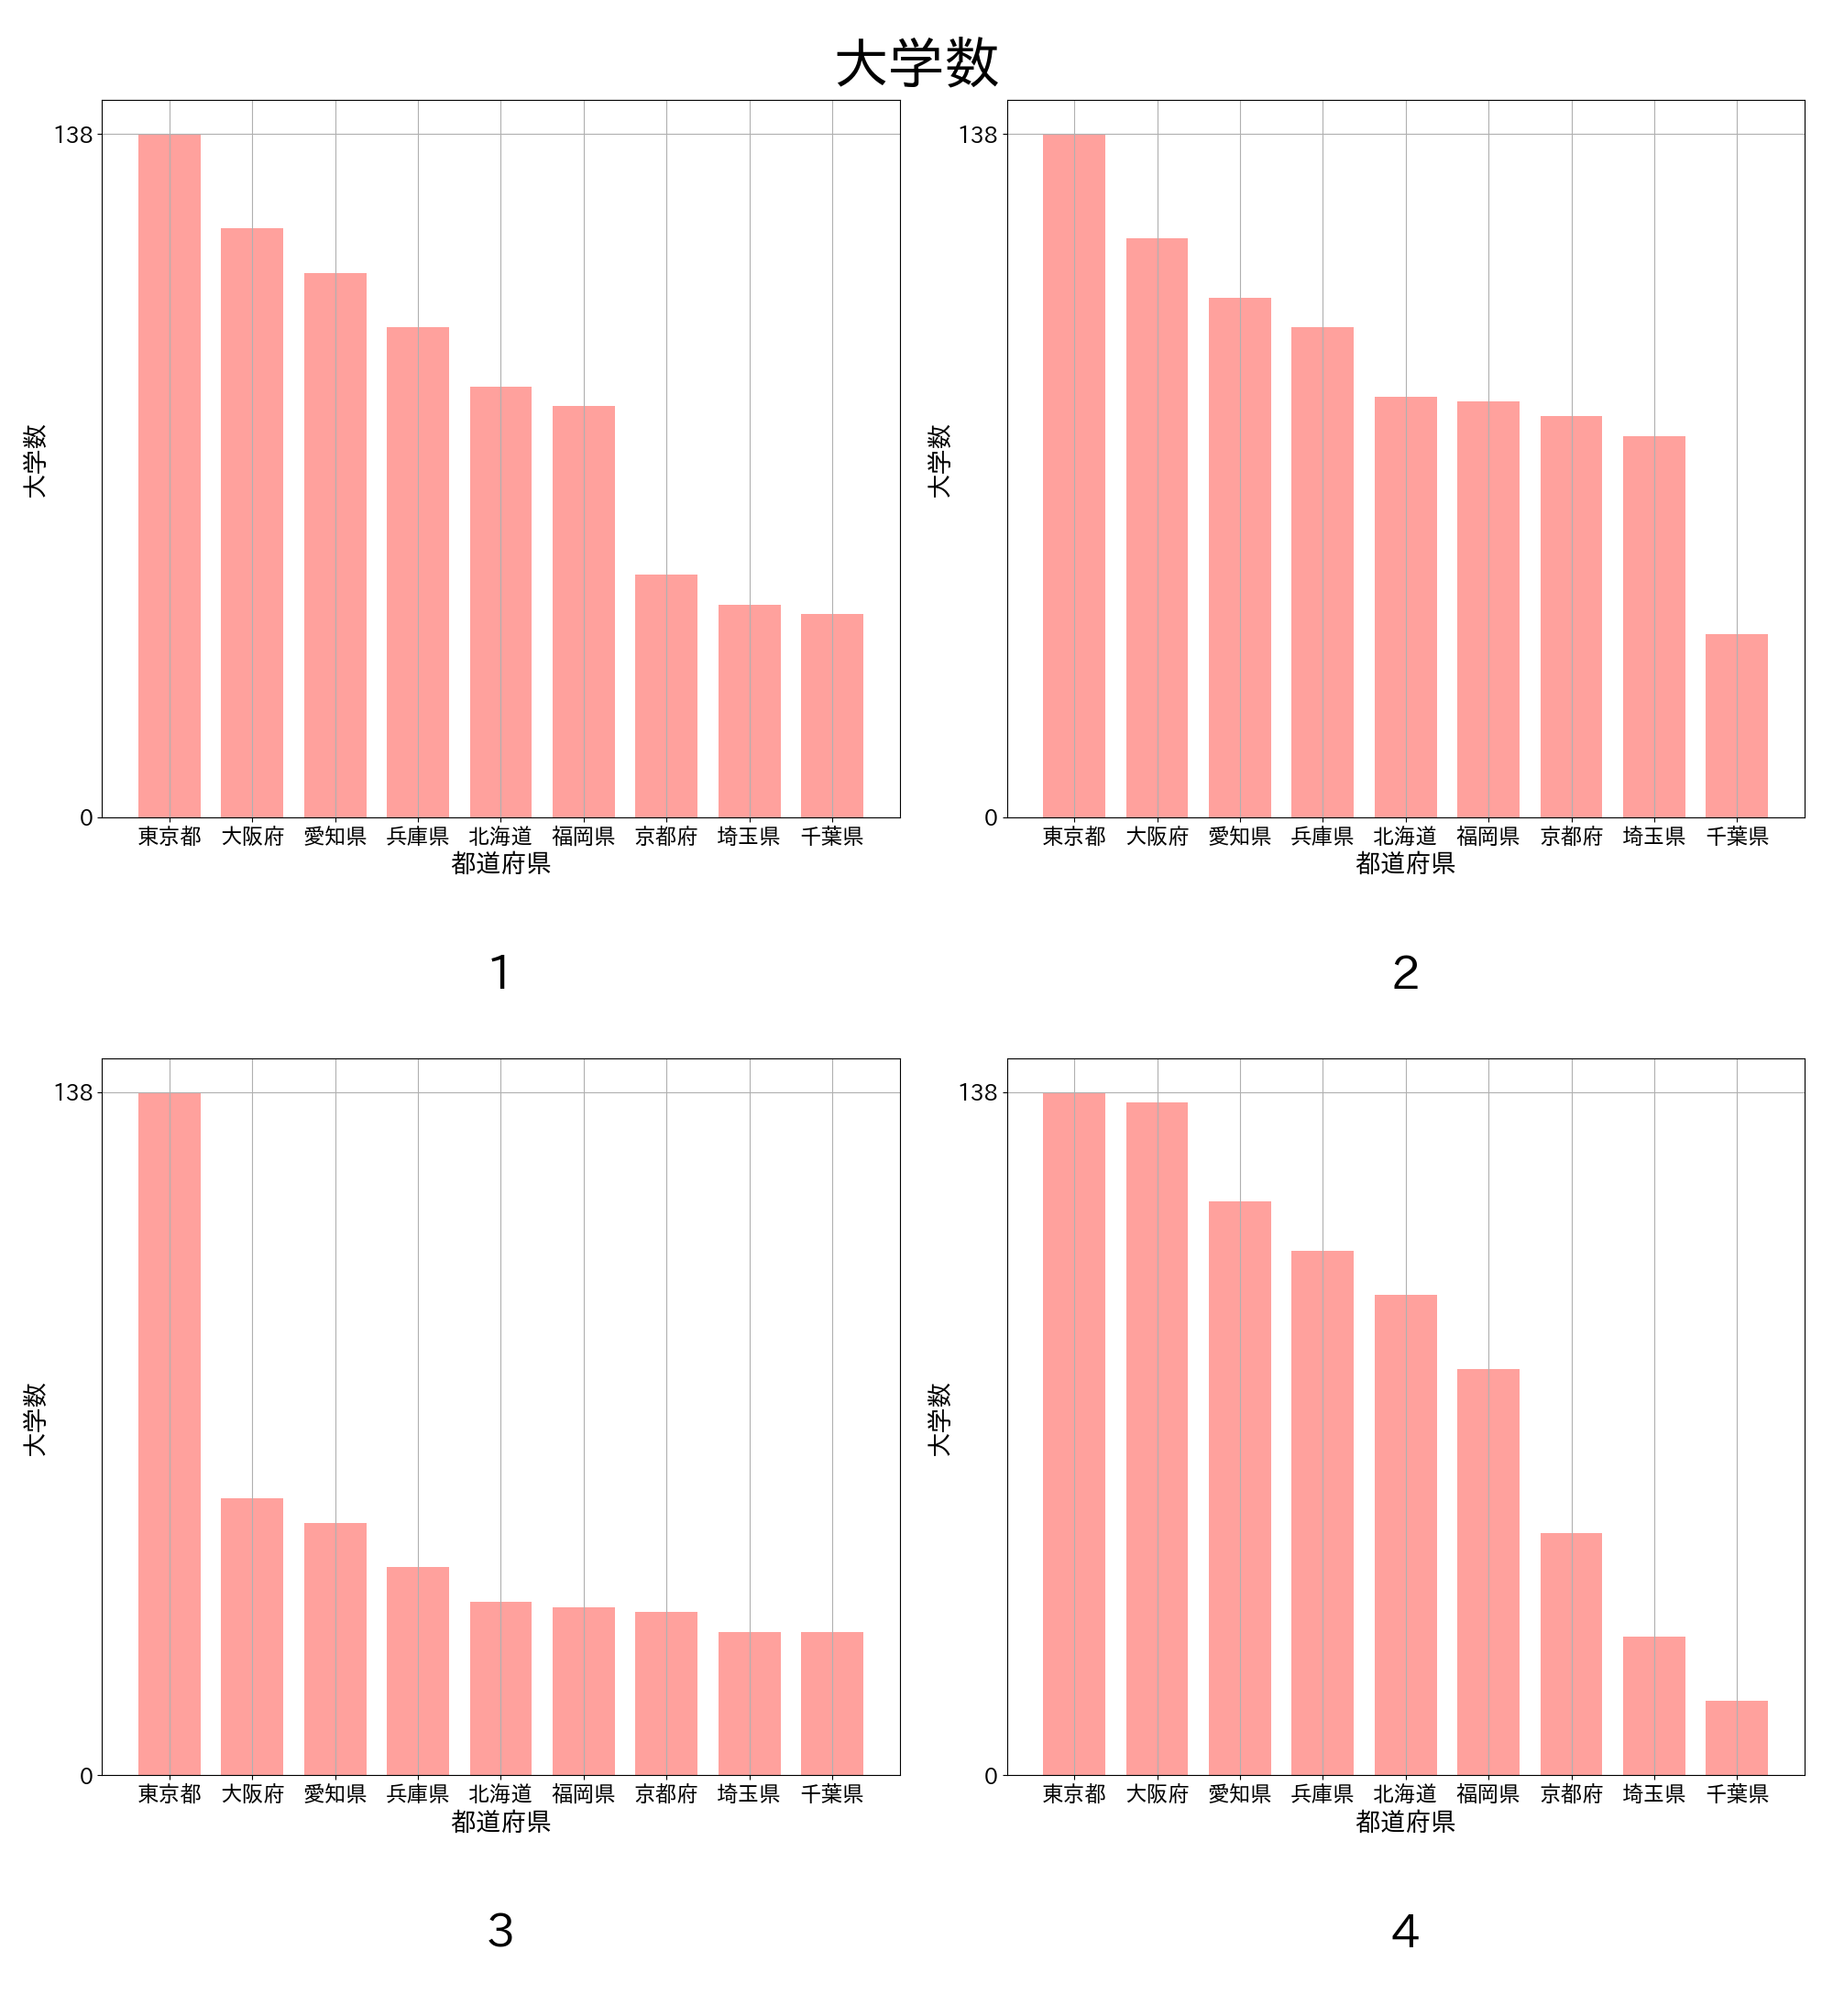 大学数
138
大学数
0
東京都 大阪府 愛知県 兵庫県 北海道 福岡県 京都府 埼玉県 千葉県
都道府県
1
138
大学数
0
東京都 大阪府 愛知県 兵庫県 北海道 福岡県 京都府 埼玉県 千葉県
都道府県
2
138
大学数
0
東京都 大阪府 愛知県 兵庫県 北海道 福岡県 京都府 埼玉県 千葉県
都道府県
3
138
大学数
0
東京都 大阪府 愛知県 兵庫県 北海道 福岡県 京都府 埼玉県 千葉県
都道府県
4